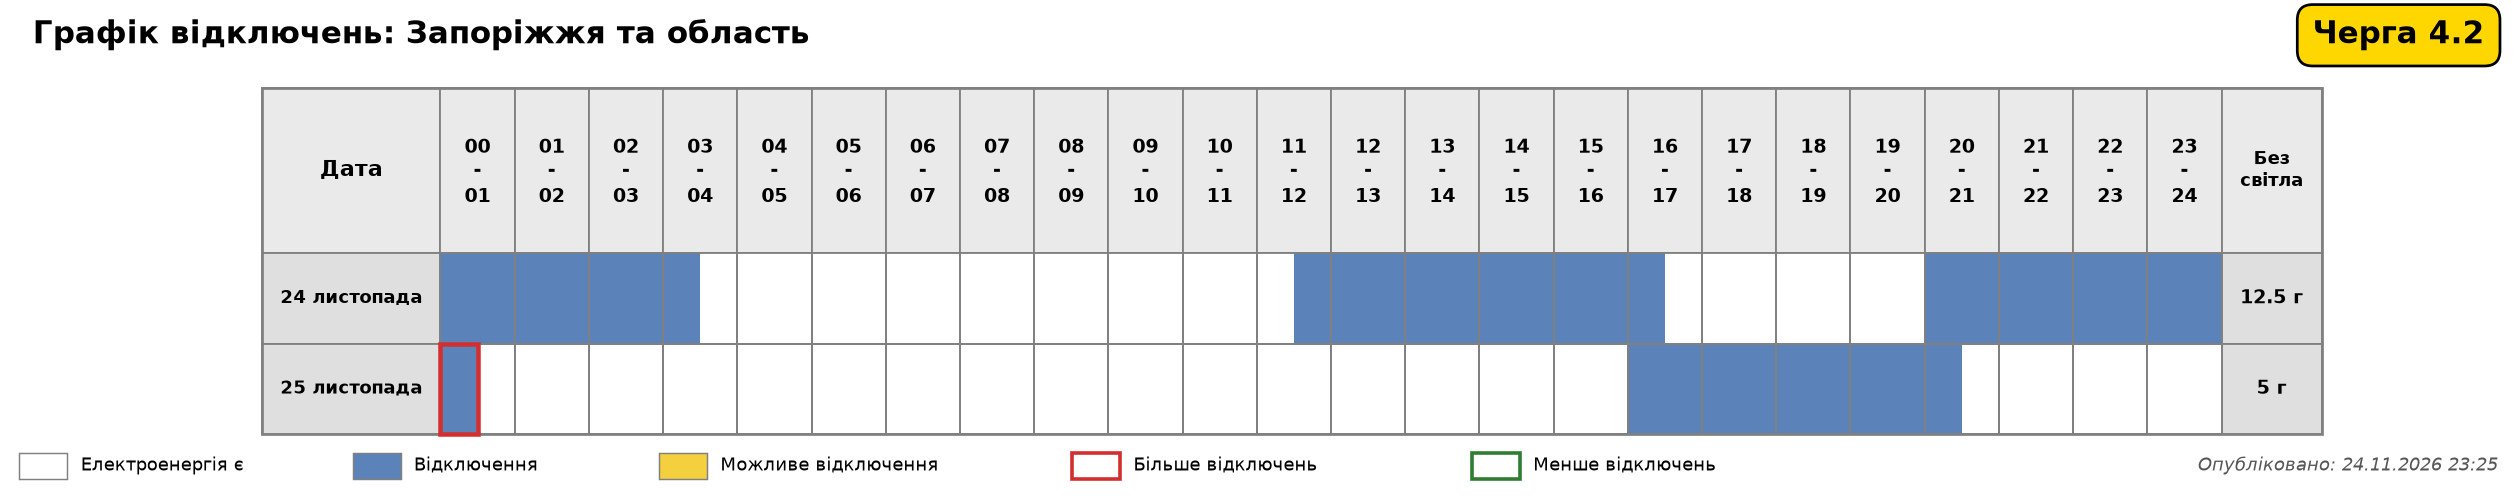 Графік відключень: Запоріжжя та область
Черга 4.2
Дата
00 - 01
01 - 02
02 - 03
03 - 04
04 - 05
05 - 06
06 - 07
07 - 08
08 - 09
09 - 10
10 - 11
11 - 12
12 - 13
13 - 14
14 - 15
15 - 16
16 - 17
17 - 18
18 - 19
19 - 20
20 - 21
21 - 22
22 - 23
23 - 24
Без
світла
24 листопада
12.5 г
25 листопада
5 г
Електроенергія є
Відключення
Можливе відключення
Більше відключень
Менше відключень
Опубліковано: 24.11.2026 23:25